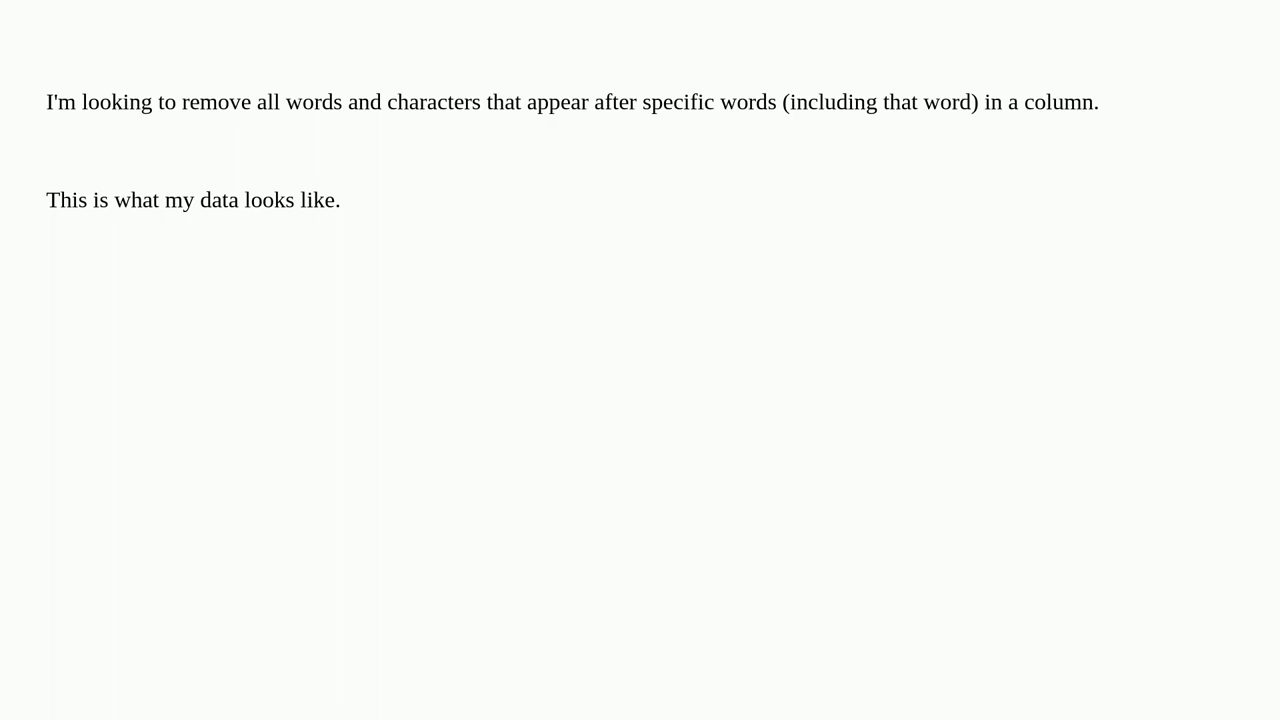 I'm looking to remove all words and characters that appear after specific words (including that word) in a column.
This is what my data looks like.